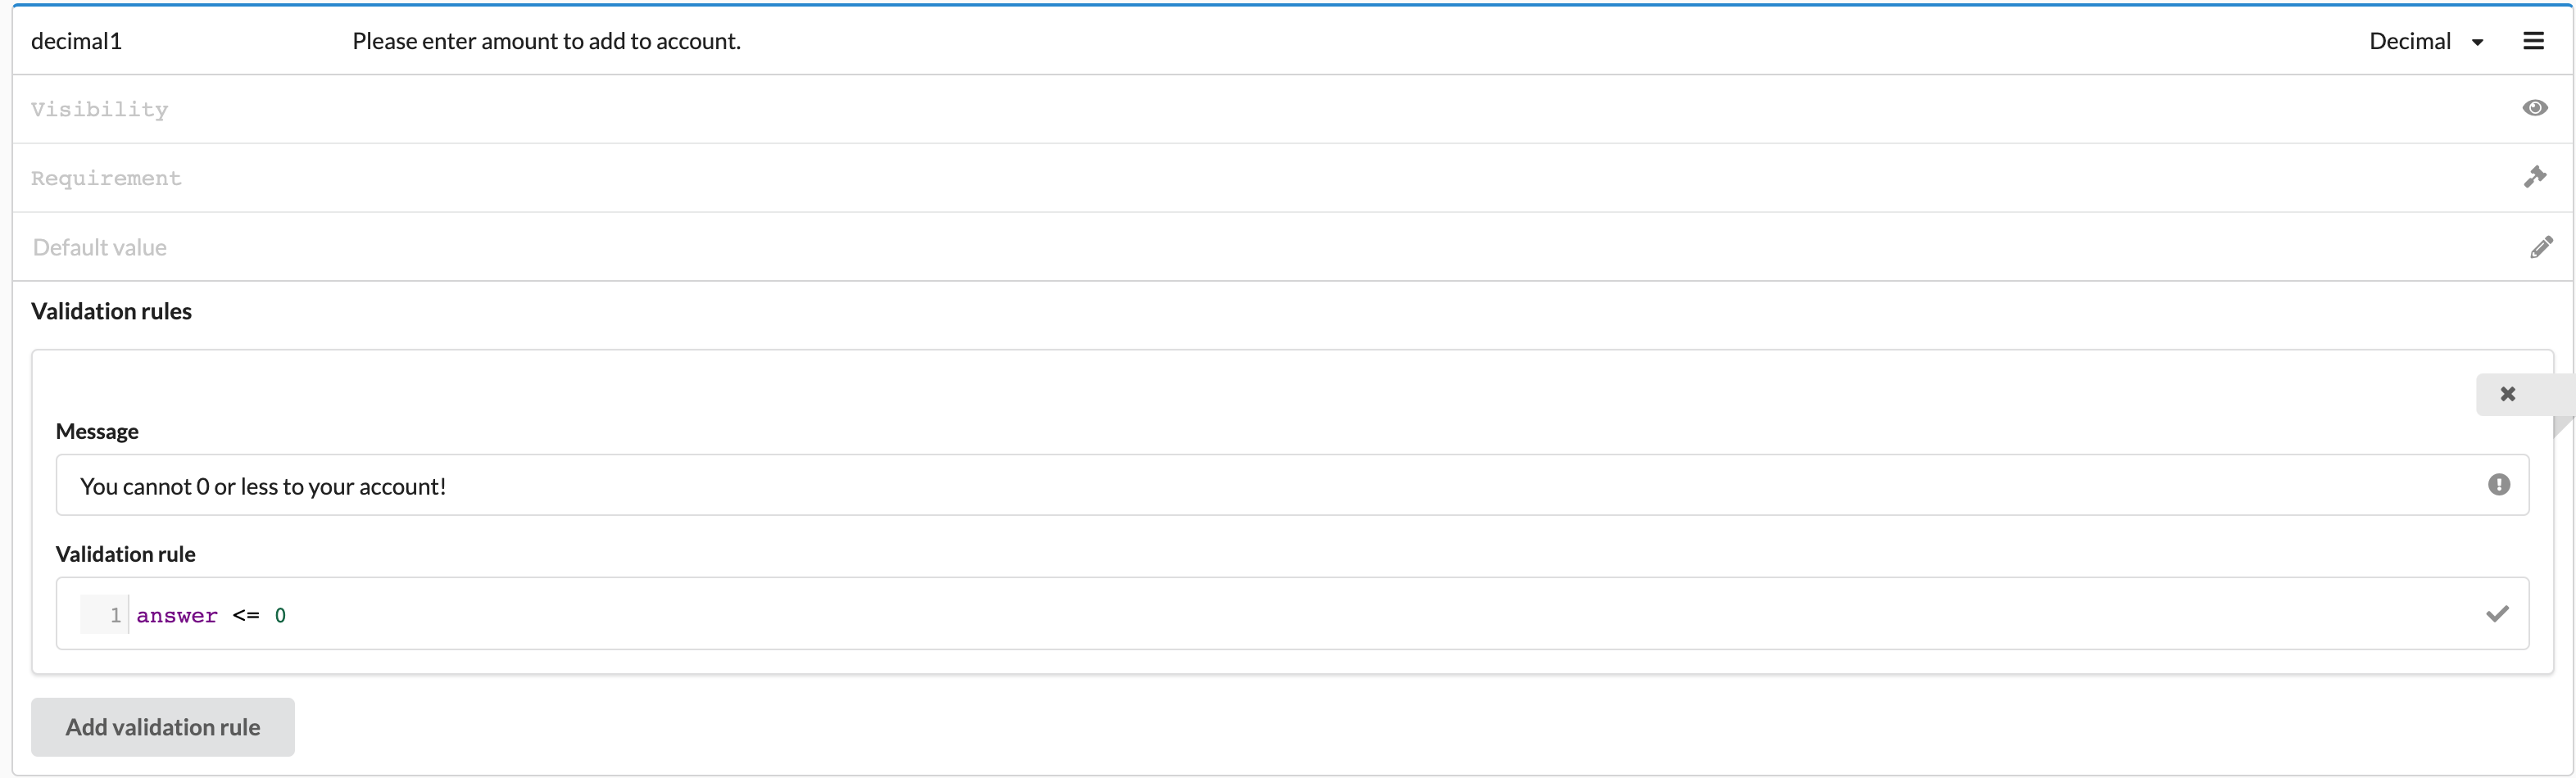 decimal1 Please enter amount to add to account. Decimal
Visibility
Requirement
Default value
Validation rules
Message
You cannot 0 or less to your account!
Validation rule
1 answer <= 0
Add validation rule